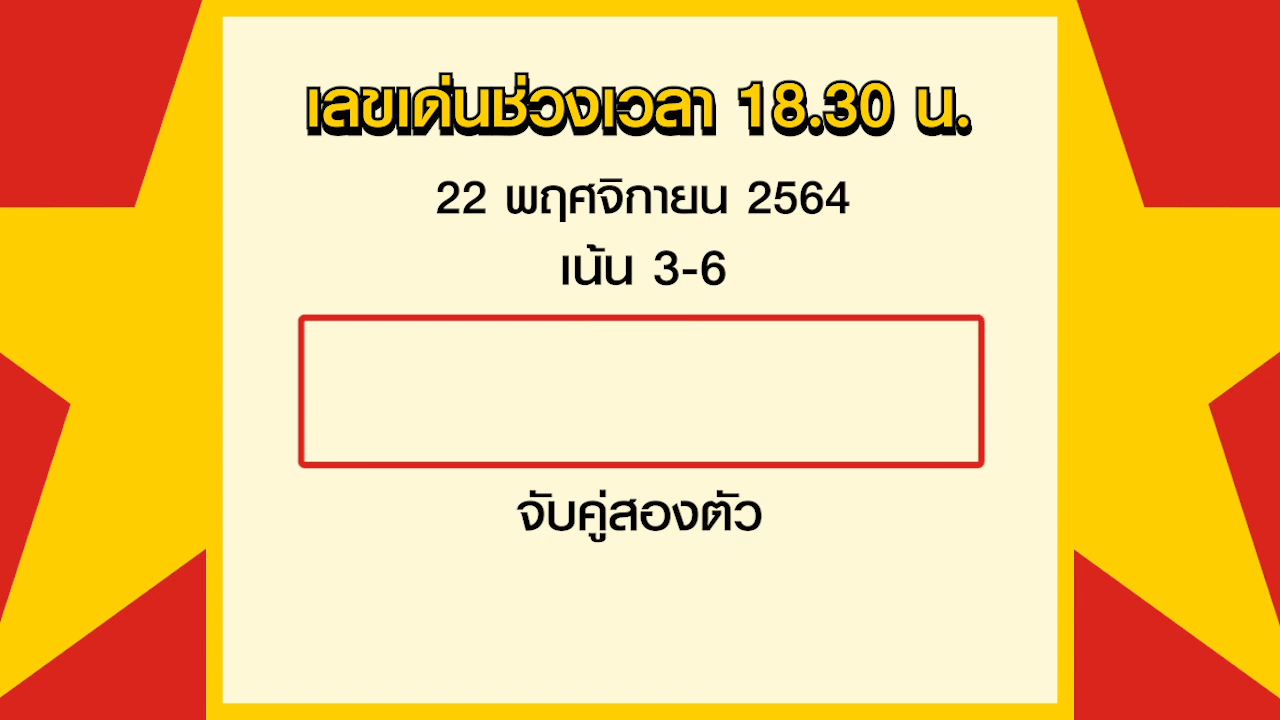 เลขเด่นช่วงเวลา 18.30 น.
22 พฤศจิกายน 2564
เน้น 3-6
จับคู่สองตัว